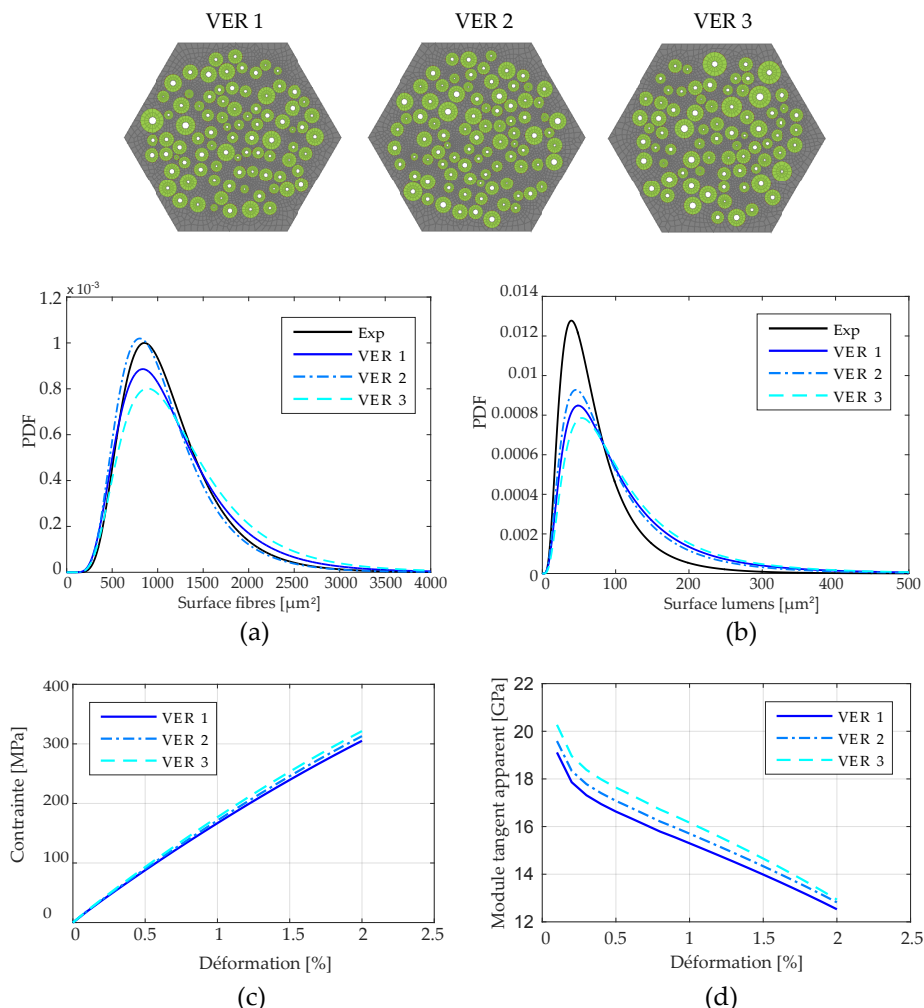 VER 1 VER 2 VER 3
x 10-3
1.2
1
0.8
0.6
0.4
0.2
0
PDF
Exp
VER 1
VER 2
VER 3
0 500 1000 1500 2000 2500 3000 3500 4000
Surface fibres [µm²]
(a)
0.014
0.012
0.010
0.0008
0.0006
0.0004
0.002
0
PDF
Exp
VER 1
VER 2
VER 3
0 100 200 300 400 500
Surface lumens [µm²]
(b)
400
300
200
100
0
Contrainte [MPa]
VER 1
VER 2
VER 3
0 0.5 1 1.5 2 2.5
Déformation [%]
(c)
22
20
18
16
14
12
Module tangent apparent [GPa]
VER 1
VER 2
VER 3
0 0.5 1 1.5 2 2.5
Déformation [%]
(d)